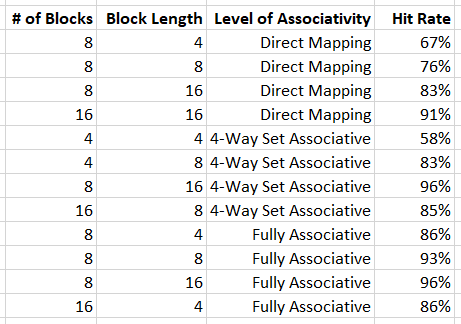 # of Blocks Block Length Level of Associativity Hit Rate
8 4 Direct Mapping 67%
8 8 Direct Mapping 76%
8 16 Direct Mapping 83%
16 16 Direct Mapping 91%
4 4 4-Way Set Associative 58%
4 8 4-Way Set Associative 83%
8 16 4-Way Set Associative 96%
16 8 4-Way Set Associative 85%
8 4 Fully Associative 86%
8 8 Fully Associative 93%
8 16 Fully Associative 96%
16 4 Fully Associative 86%